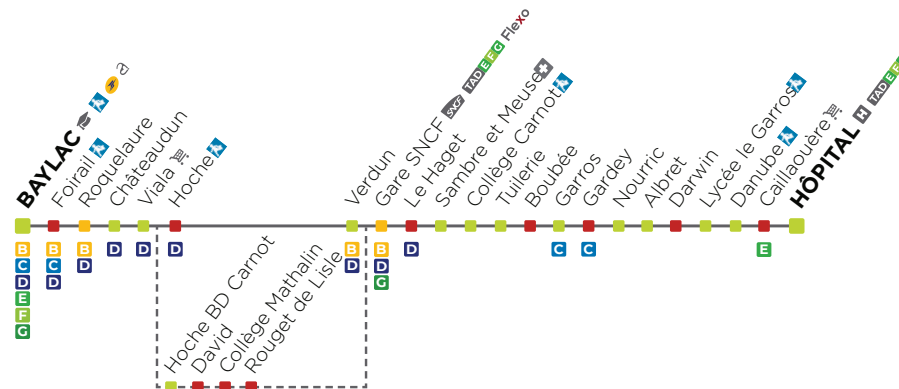 BAYLAC a
Foirail
Roquelaure
Châteaudun
Viala
Hoche
Verdun
Gare SNCF SNCF TAD E F G Flexo
Le Haget
Sambre et Meuse
Collège Carnot
Tuilerie
Boubée
Garros
Gardey
Nourric
Albret
Darwin
Lycée le Garros
Danube
Caillaouère
HÔPITAL H TAD E F
B C D E F G
B C D
B D
D
D
D
B D
B D G
D
C
C
E
Hoche BD Carnot
David
Collège Mathalin
Rouget de Lisle